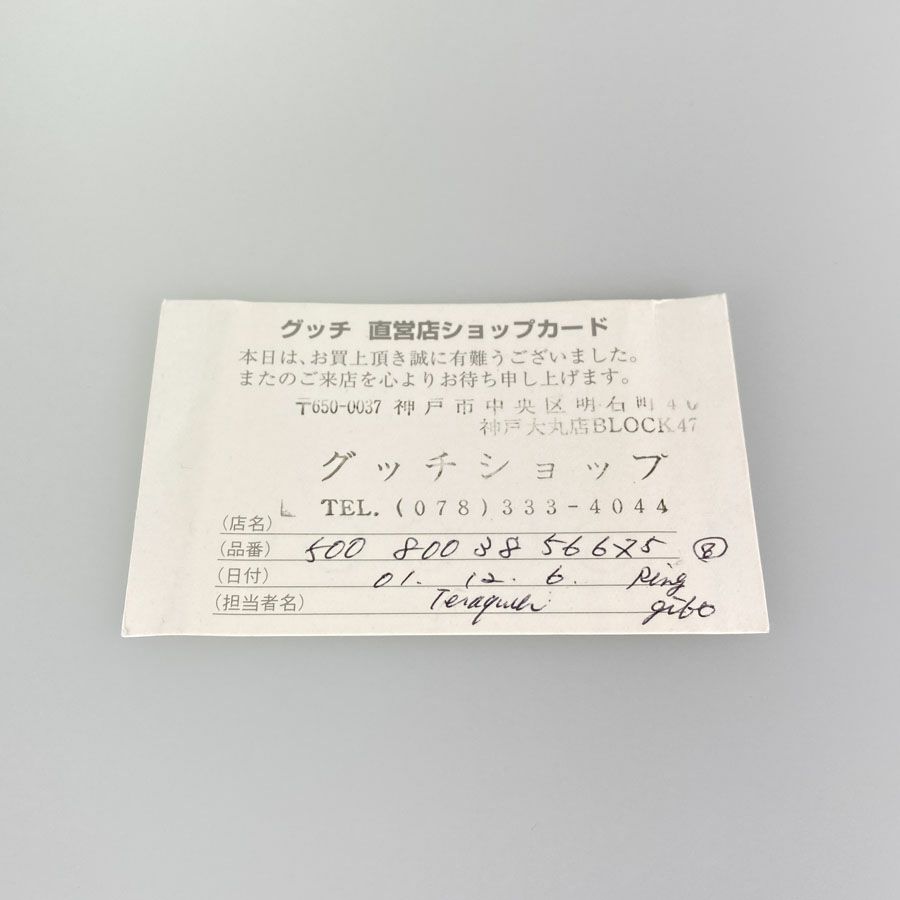 グッチ 直営店ショップカード
本日は、お買上頂き誠に有難うございました。
またのご来店を心よりお待ち申し上げます。
〒650-0037 神戸市中央区明石町40
神戸大丸店BLOCK47
グッチショップ
TEL.(078)333-4044
(店名)
(品番) 500 800 38 56675 ⑧
(日付) 01. 12. 6. Ring
(担当者名)